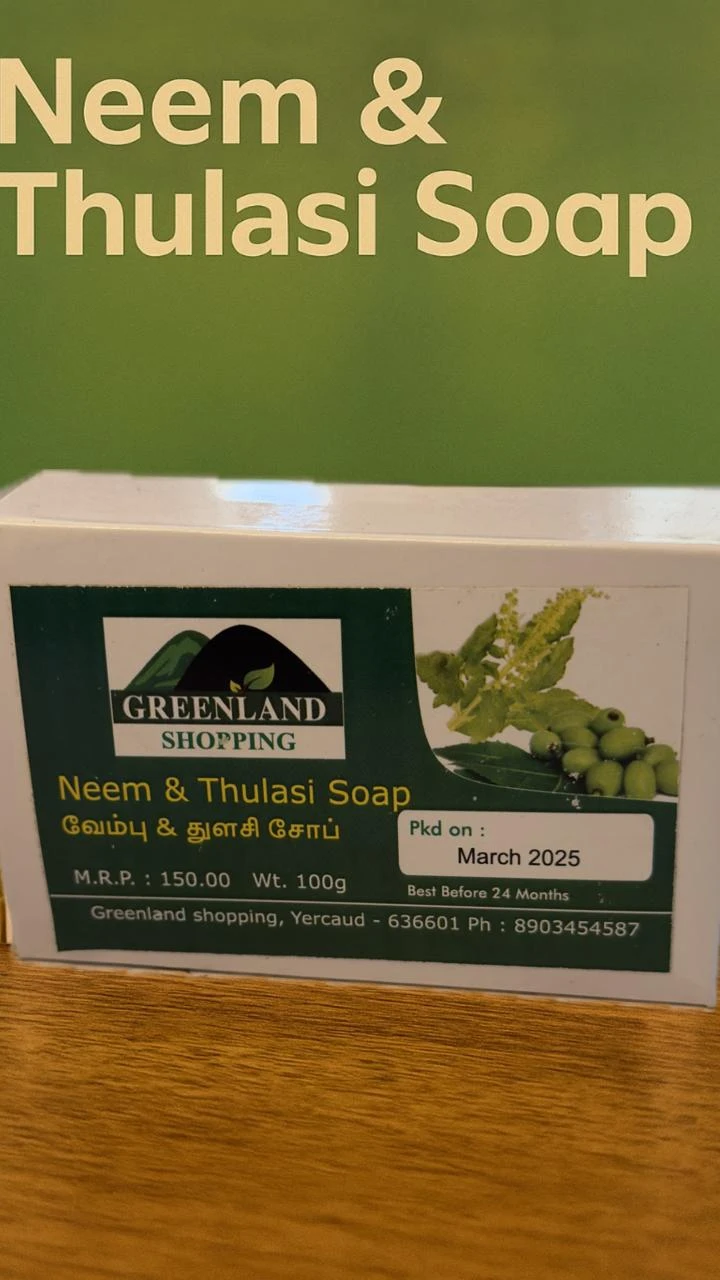 Neem &
Thulasi Soap
GREENLAND
SHOPPING
Neem & Thulasi Soap
வேம்பு & துளசி சோப்
Pkd on :
March 2025
M.R.P. : 150.00 Wt. 100g
Best Before 24 Months
Greenland shopping, Yercaud - 636601 Ph : 8903454587